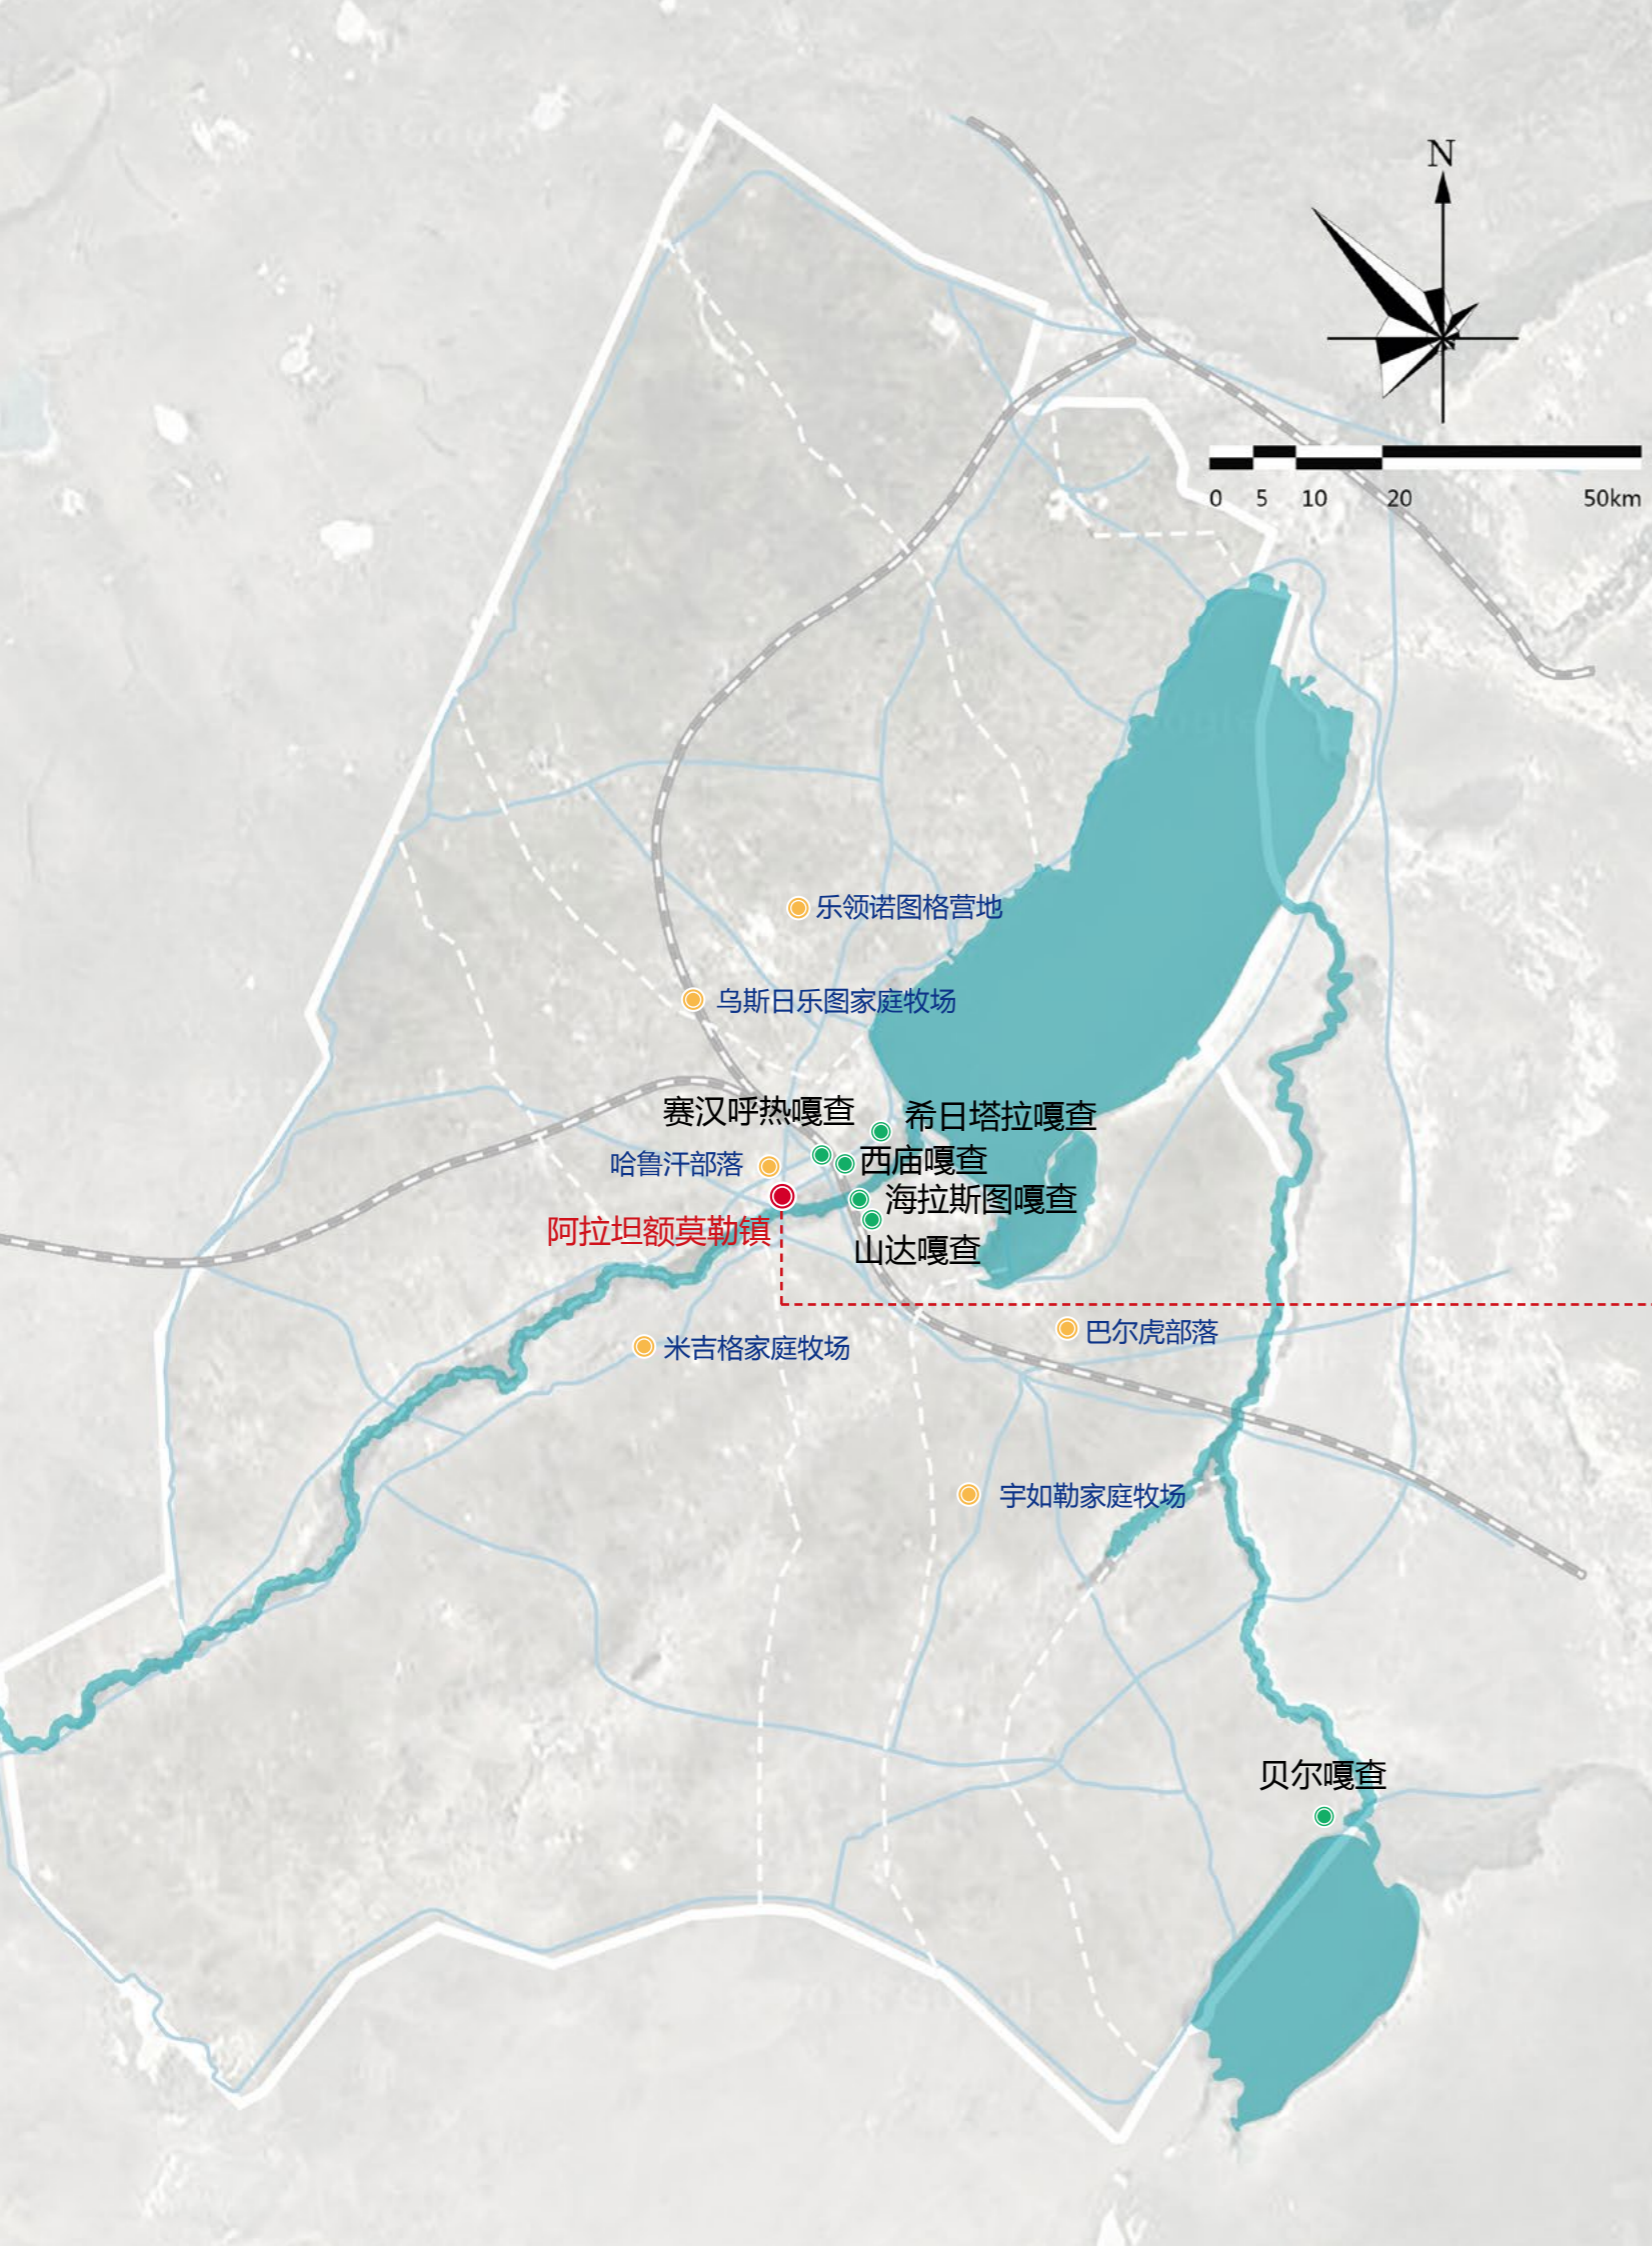 N
0 5 10 20 50km
乐领诺图格营地
乌斯日乐图家庭牧场
赛汉呼热嘎查
希日塔拉嘎查
哈鲁汗部落
西庙嘎查
海拉斯图嘎查
阿拉坦额莫勒镇
山达嘎查
巴尔虎部落
米吉格家庭牧场
宇如勒家庭牧场
贝尔嘎查